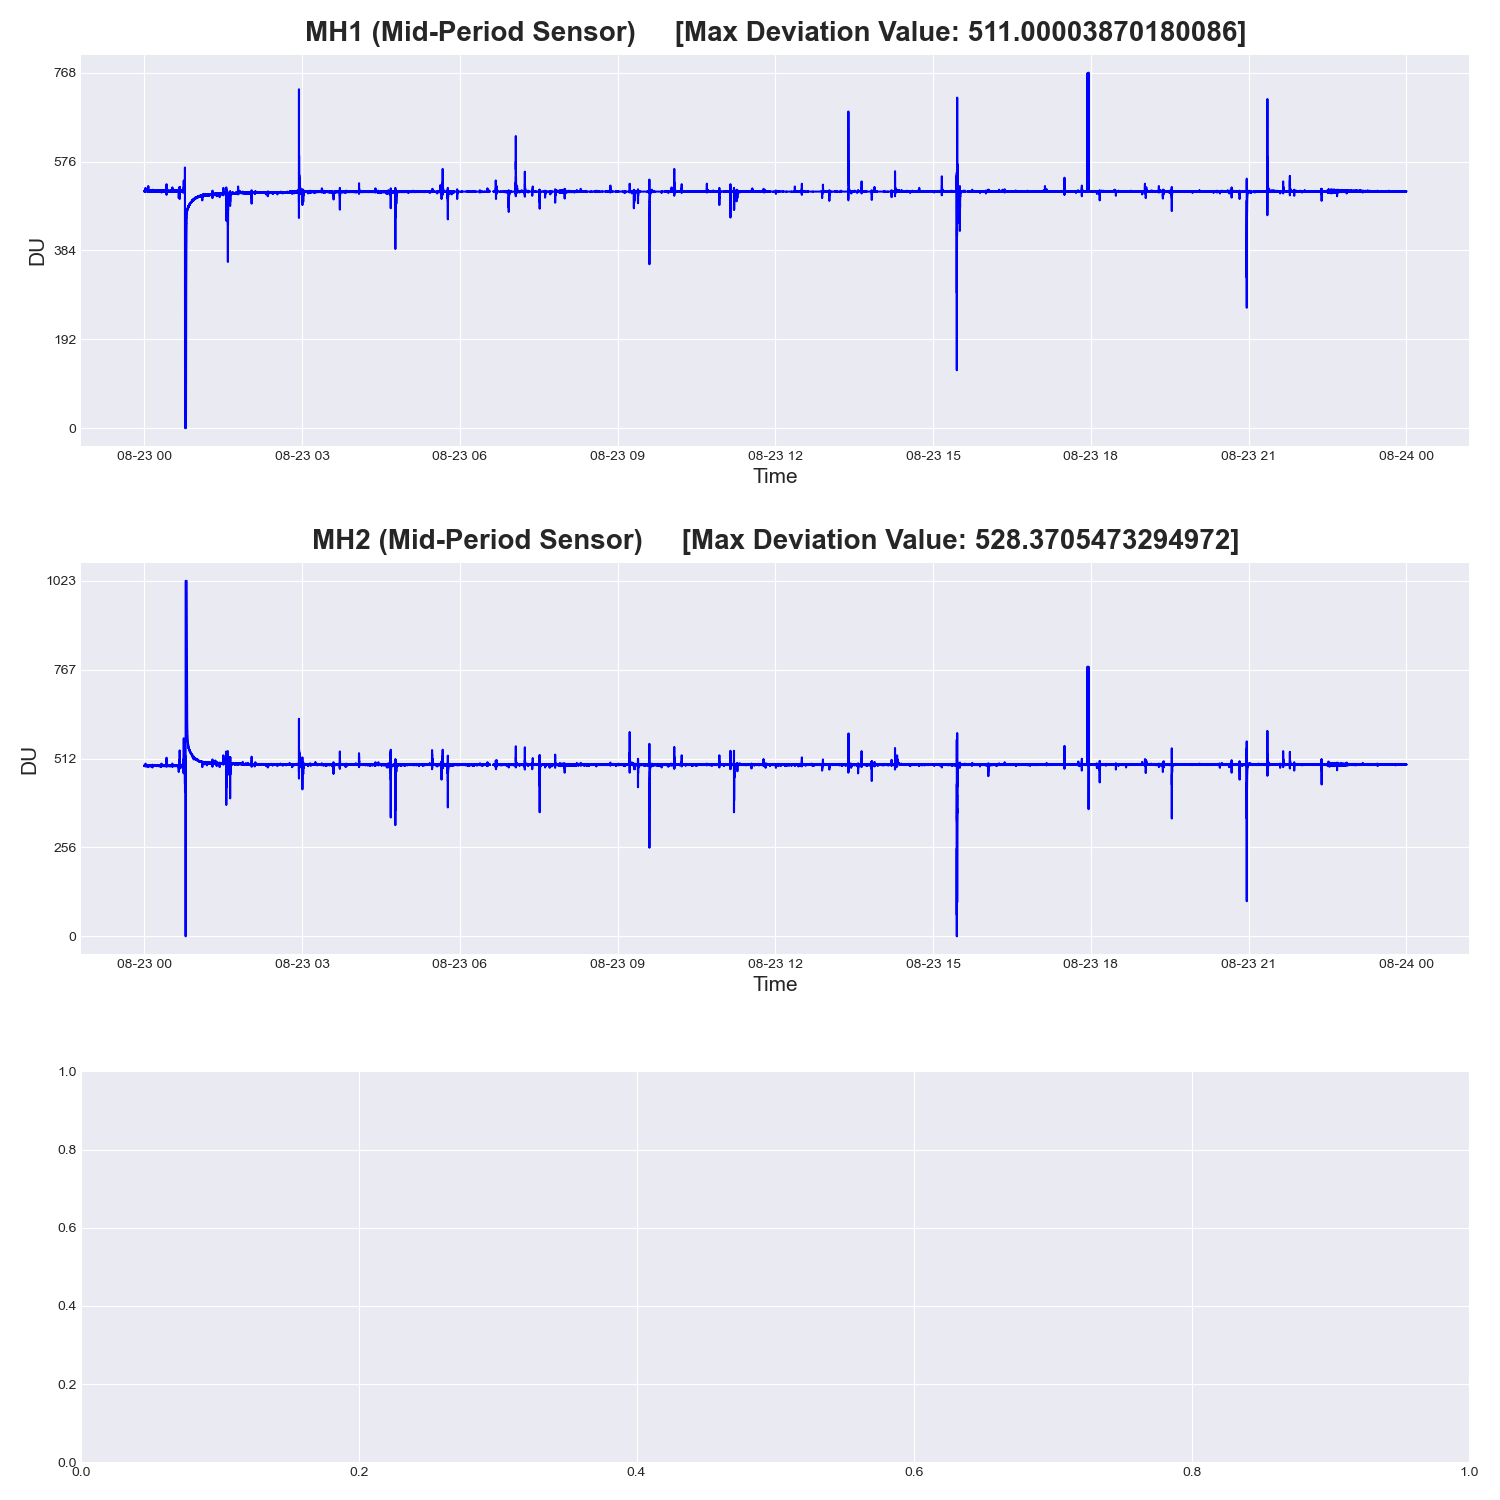 MH1 (Mid-Period Sensor) [Max Deviation Value: 511.00003870180086]
768
576
384
192
0
DU
08-23 00 08-23 03 08-23 06 08-23 09 08-23 12 08-23 15 08-23 18 08-23 21 08-24 00
Time
MH2 (Mid-Period Sensor) [Max Deviation Value: 528.3705473294972]
1023
767
512
256
0
DU
08-23 00 08-23 03 08-23 06 08-23 09 08-23 12 08-23 15 08-23 18 08-23 21 08-24 00
Time
1.0
0.8
0.6
0.4
0.2
0.0
0.0 0.2 0.4 0.6 0.8 1.0